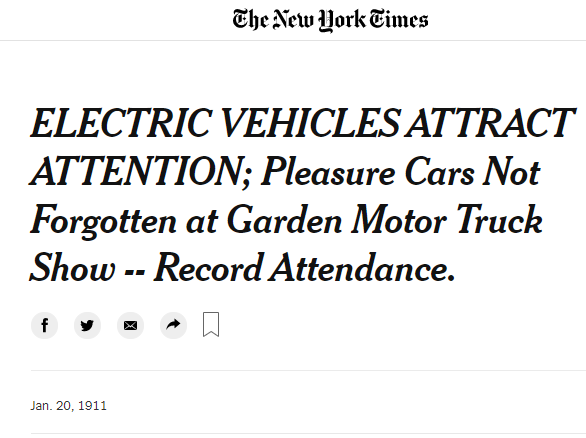 The New York Times
ELECTRIC VEHICLES ATTRACT
ATTENTION; Pleasure Cars Not
Forgotten at Garden Motor Truck
Show -- Record Attendance.
Jan. 20, 1911